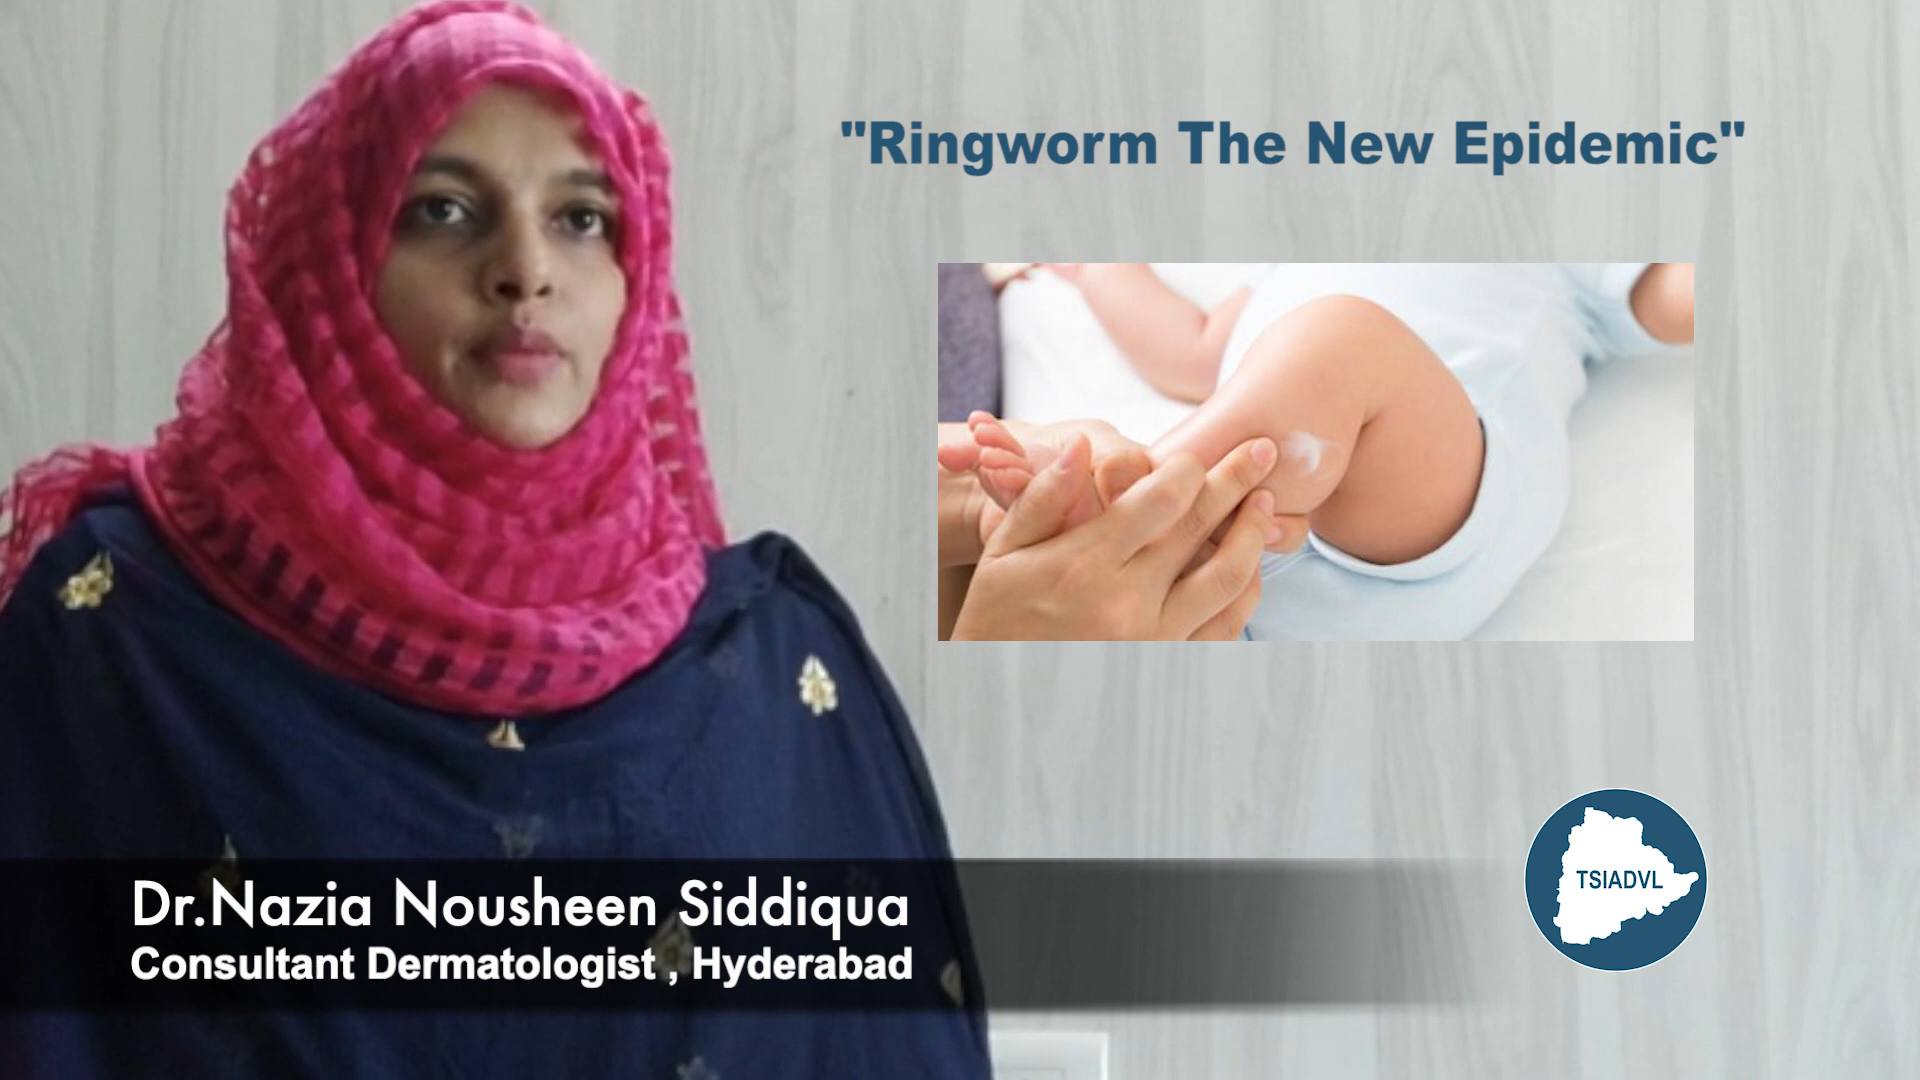 "Ringworm The New Epidemic"
TSIADVL
Dr.Nazia Nousheen Siddiqua
Consultant Dermatologist , Hyderabad